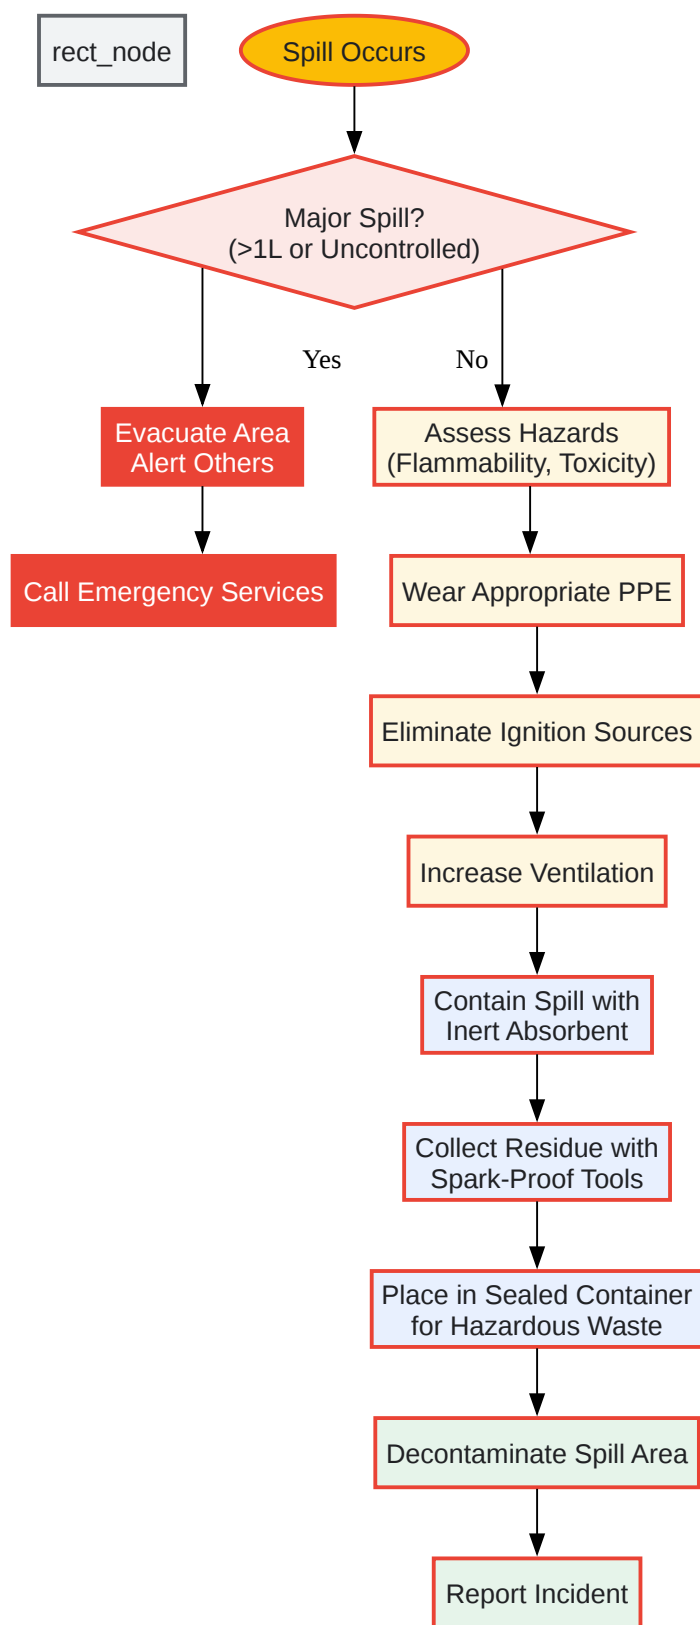 rect_node
Spill Occurs
Major Spill?
(>1L or Uncontrolled)
Yes
No
Evacuate Area
Alert Others
Assess Hazards
(Flammability, Toxicity)
Call Emergency Services
Wear Appropriate PPE
Eliminate Ignition Sources
Increase Ventilation
Contain Spill with
Inert Absorbent
Collect Residue with
Spark-Proof Tools
Place in Sealed Container
for Hazardous Waste
Decontaminate Spill Area
Report Incident